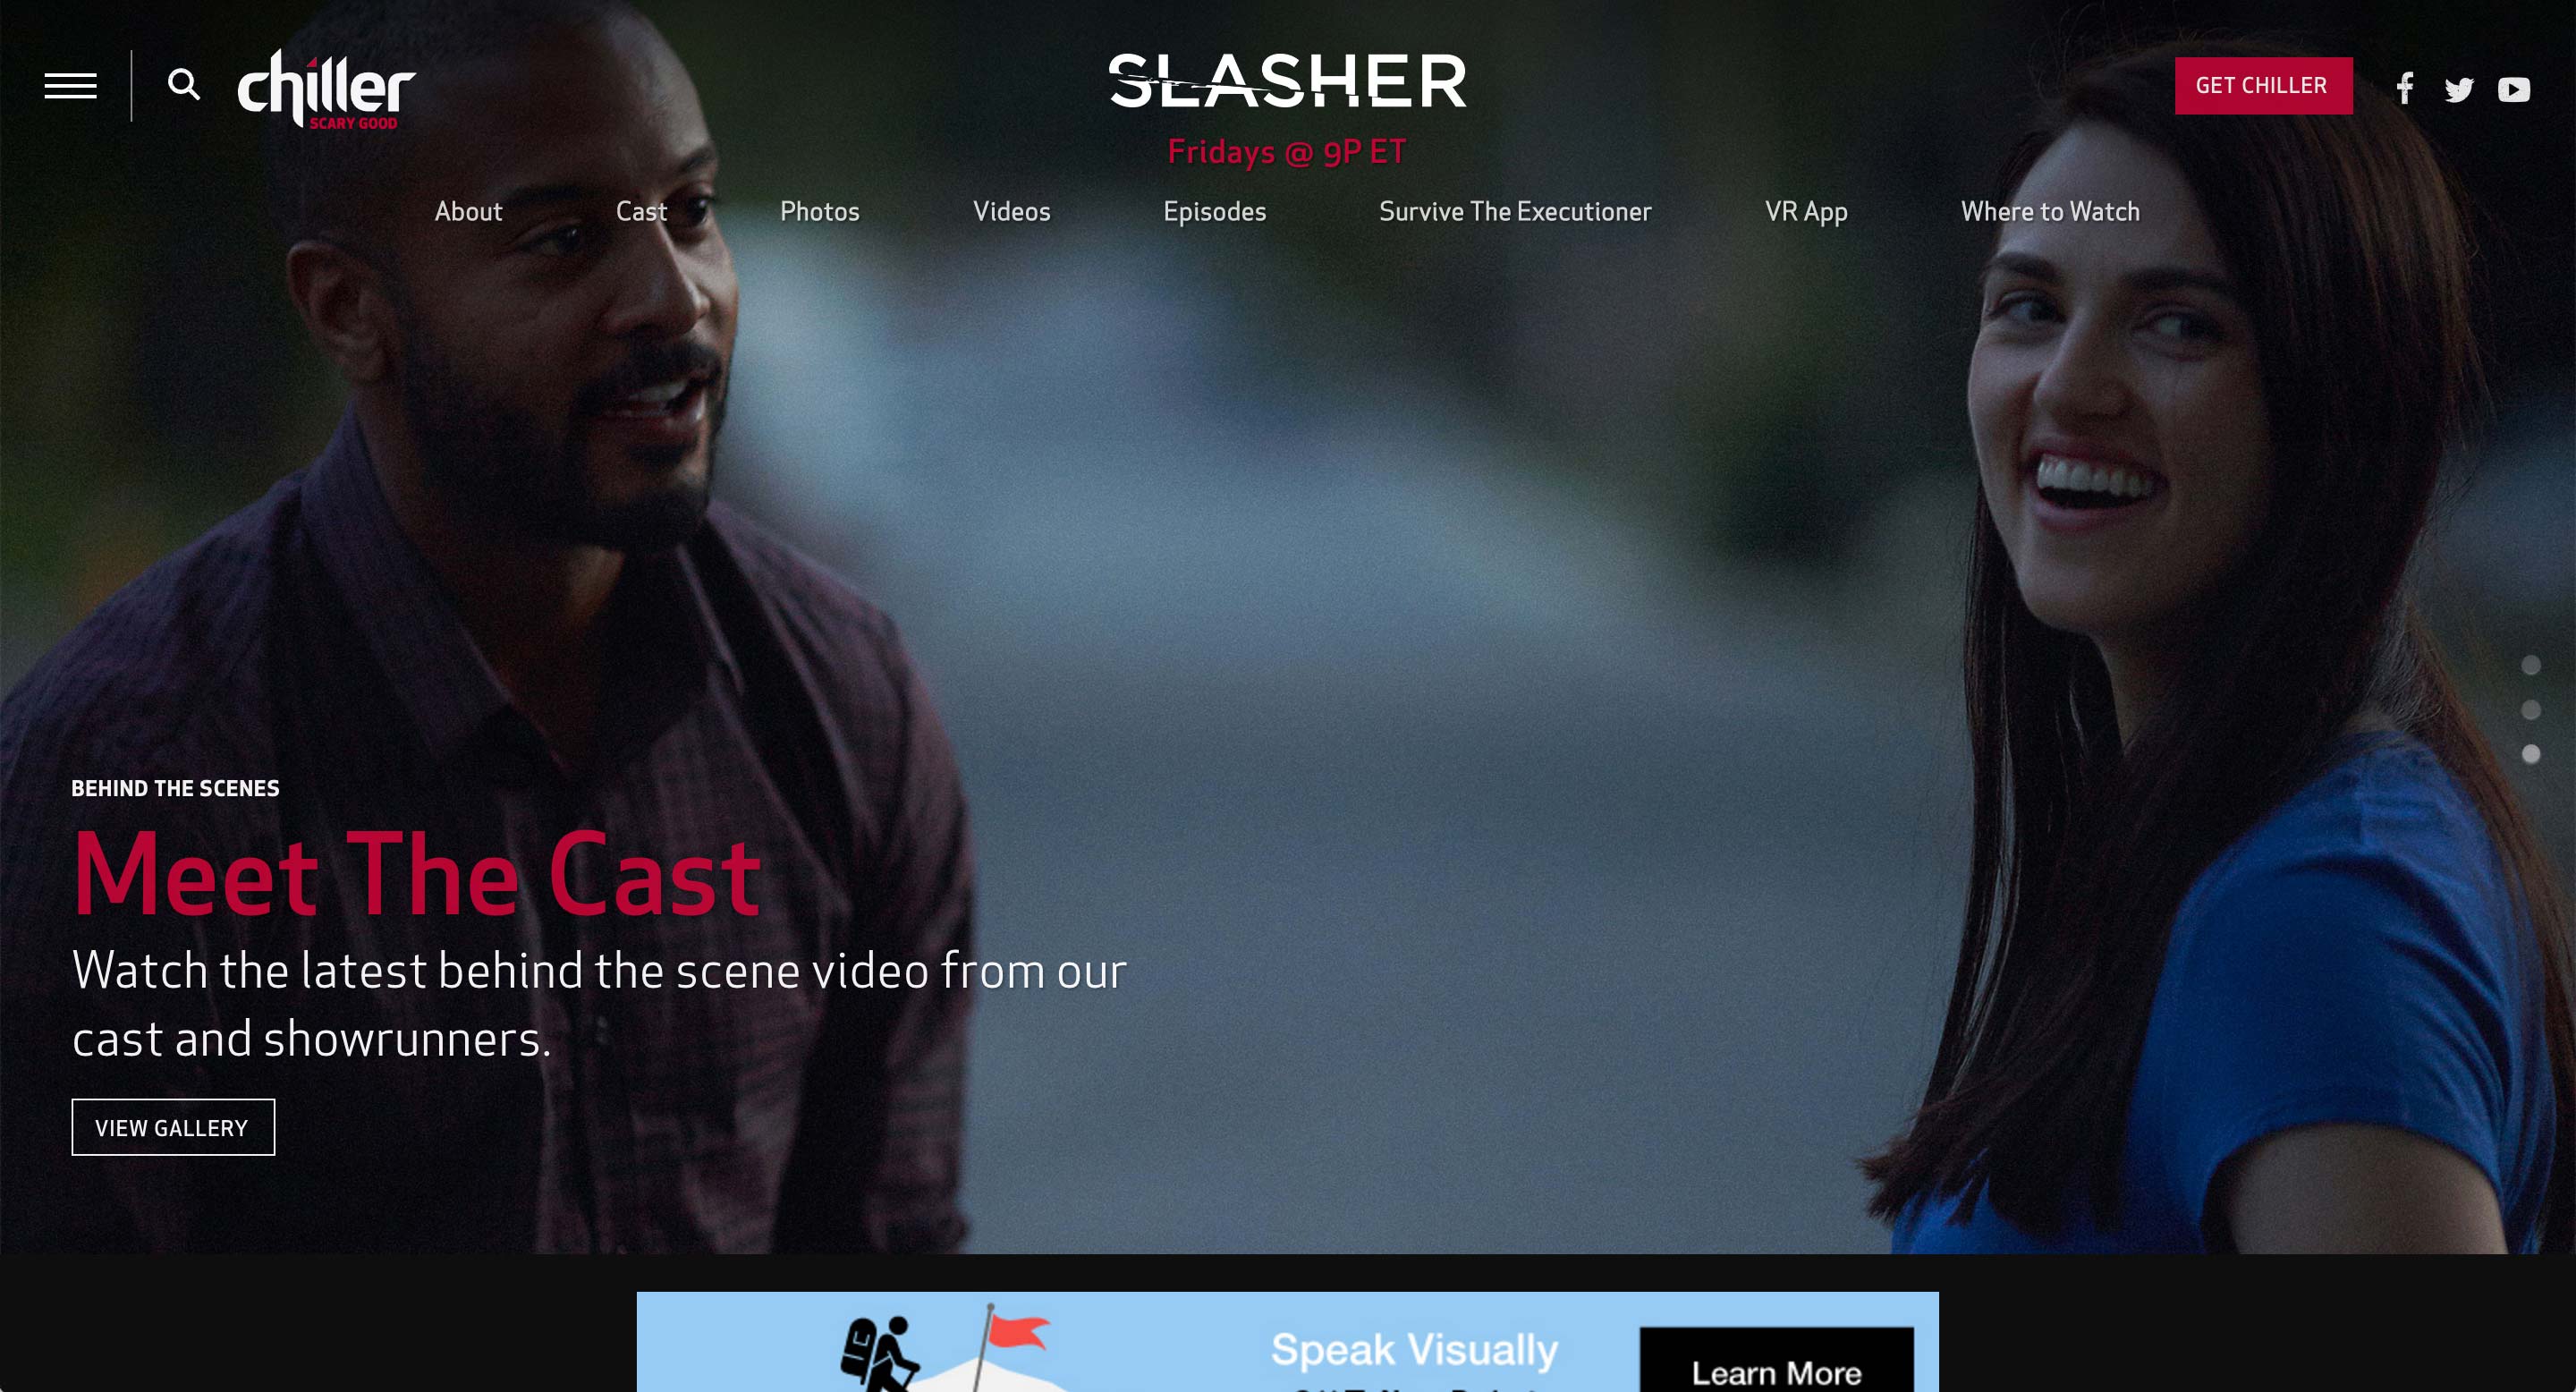 chiller
SCARY GOOD
SLASHER
Fridays @ 9P ET
GET CHILLER
About
Cast
Photos
Videos
Episodes
Survive The Executioner
VR App
Where to Watch
BEHIND THE SCENES
Meet The Cast
Watch the latest behind the scene video from our
cast and showrunners.
VIEW GALLERY
Speak Visually
Learn More